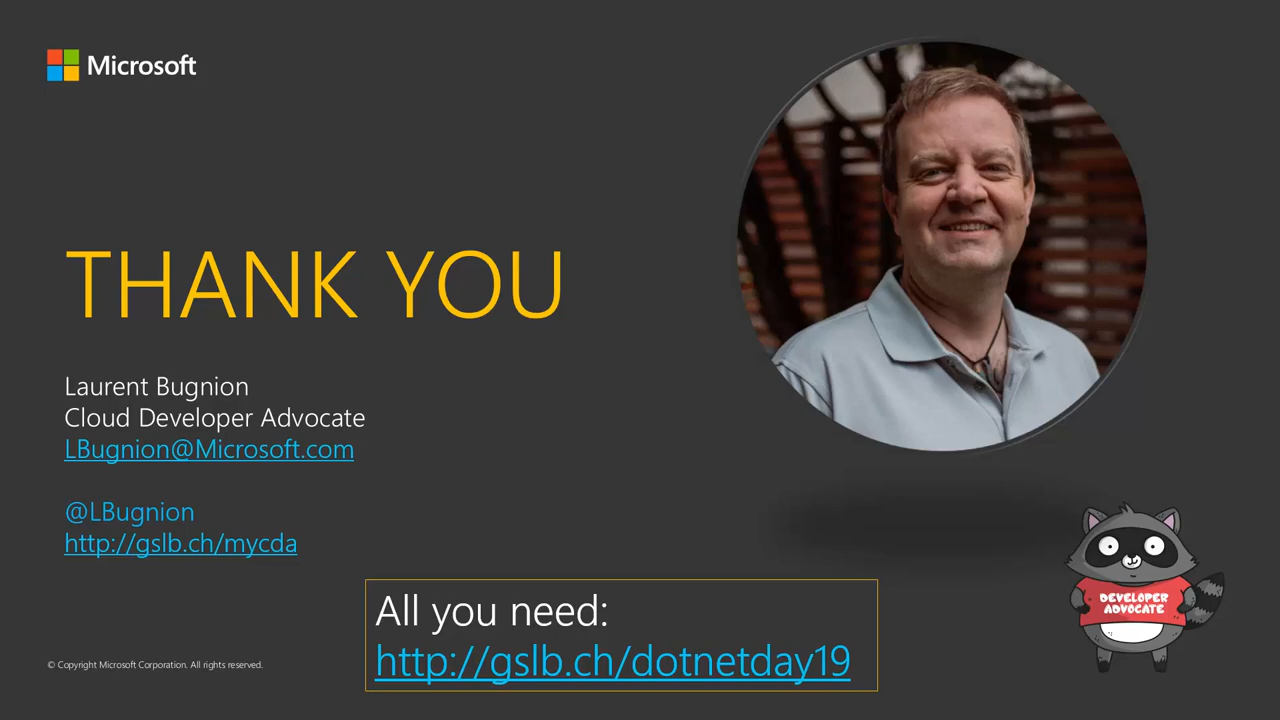 Microsoft
THANK YOU
Laurent Bugnion
Cloud Developer Advocate
LBugnion@Microsoft.com
@LBugnion
http://gslb.ch/mycda
All you need:
http://gslb.ch/dotnetday19
DEVELOPER
ADVOCATE
© Copyright Microsoft Corporation. All rights reserved.